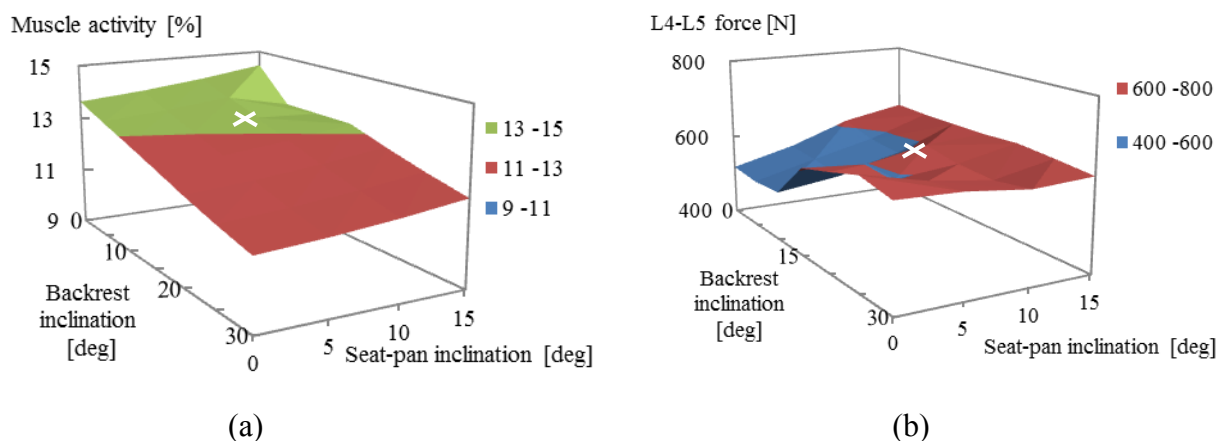 Muscle activity [%]
15
13
11
9 0
10
20
30
0
5
10
15
Backrest
inclination
[deg]
Seat-pan inclination [deg]
13 -15
11 -13
9 -11
(a)
L4-L5 force [N]
800
600
400 0
15
30
0
5
10
15
Backrest
inclination
[deg]
Seat-pan inclination [deg]
600 -800
400 -600
(b)